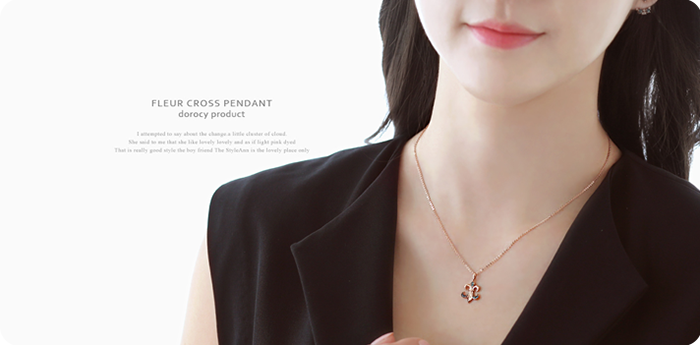 FLEUR CROSS PENDANT
dorocy product
I attempted to say about the change.a little cluster of cloud
She said to me that she like lovely lovely and as if light pink dyed
That is really good style the boy friend The StyleAnn is the lovely place only